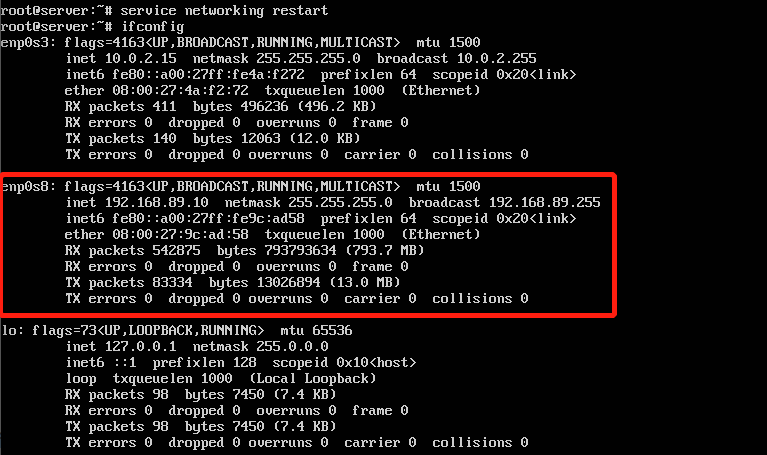 root@server:~# service networking restart
root@server:~# ifconfig
enp0s3: flags=4163<UP,BROADCAST,RUNNING,MULTICAST>  mtu 1500
        inet 10.0.2.15  netmask 255.255.255.0  broadcast 10.0.2.255
        inet6 fe80::a00:27ff:fe4a:f272  prefixlen 64  scopeid 0x20<link>
        ether 08:00:27:4a:f2:72  txqueuelen 1000  (Ethernet)
        RX packets 411  bytes 496236 (496.2 KB)
        RX errors 0  dropped 0  overruns 0  frame 0
        TX packets 140  bytes 12063 (12.0 KB)
        TX errors 0  dropped 0 overruns 0  carrier 0  collisions 0
enp0s8: flags=4163<UP,BROADCAST,RUNNING,MULTICAST>  mtu 1500
        inet 192.168.89.10  netmask 255.255.255.0  broadcast 192.168.89.255
        inet6 fe80::a00:27ff:fe9c:ad58  prefixlen 64  scopeid 0x20<link>
        ether 08:00:27:9c:ad:58  txqueuelen 1000  (Ethernet)
        RX packets 542875  bytes 793793634 (793.7 MB)
        RX errors 0  dropped 0  overruns 0  frame 0
        TX packets 83334  bytes 13026894 (13.0 MB)
        TX errors 0  dropped 0 overruns 0  carrier 0  collisions 0
lo: flags=73<UP,LOOPBACK,RUNNING>  mtu 65536
        inet 127.0.0.1  netmask 255.0.0.0
        inet6 ::1  prefixlen 128  scopeid 0x10<host>
        loop  txqueuelen 1000  (Local Loopback)
        RX packets 98  bytes 7450 (7.4 KB)
        RX errors 0  dropped 0  overruns 0  frame 0
        TX packets 98  bytes 7450 (7.4 KB)
        TX errors 0  dropped 0 overruns 0  carrier 0  collisions 0